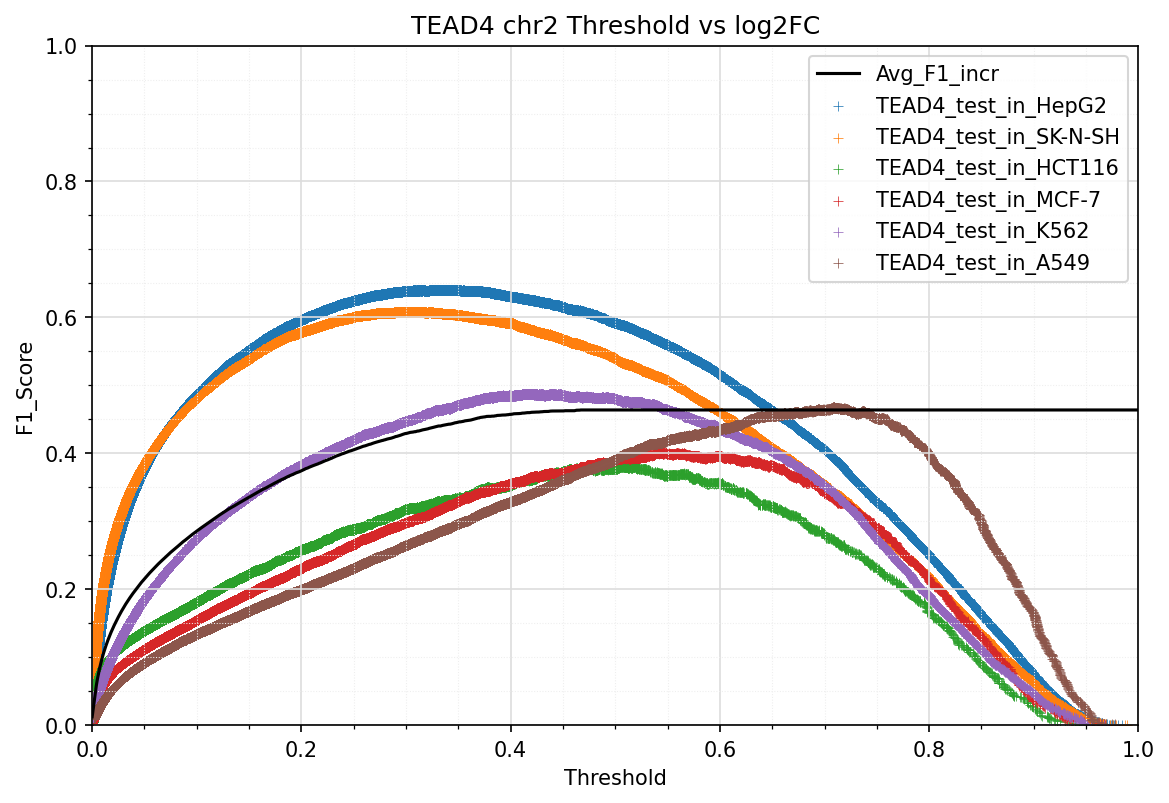 TEAD4 chr2 Threshold vs log2FC
F1_Score
1.0
0.8
0.6
0.4
0.2
0.0
Avg_F1_incr
TEAD4_test_in_HepG2
TEAD4_test_in_SK-N-SH
TEAD4_test_in_HCT116
TEAD4_test_in_MCF-7
TEAD4_test_in_K562
TEAD4_test_in_A549
0.0 0.2 0.4 0.6 0.8 1.0
Threshold